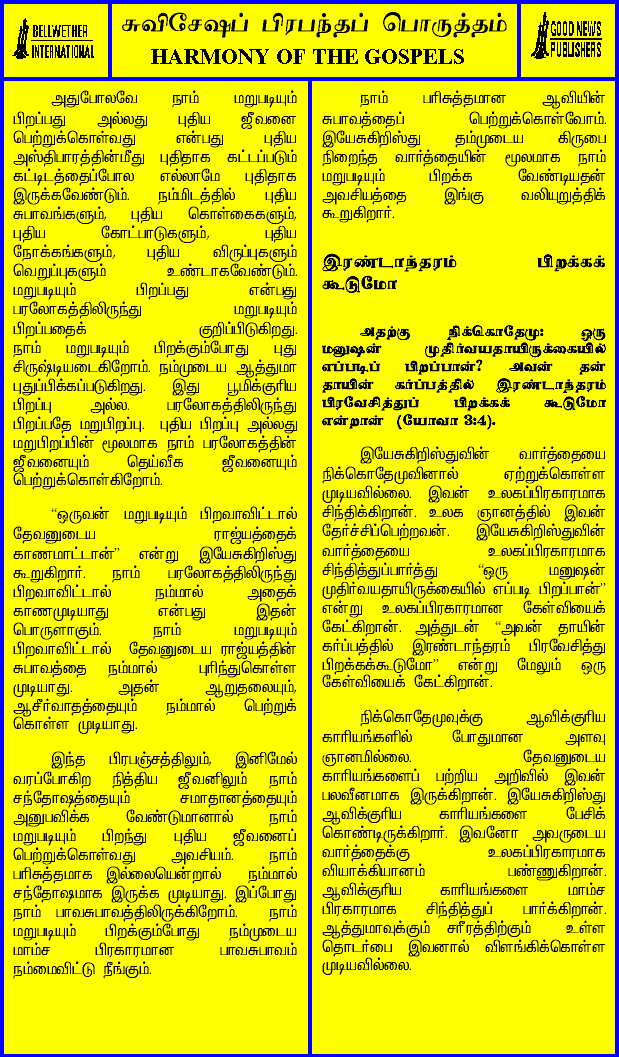 BELLWETHER
INTERNATIONAL
சுவிசேஷப் பிரபந்தப் பொருத்தம்
HARMONY OF THE GOSPELS
GOOD NEWS
PUBLISHERS
அதுபோலவே நாம் மறுபடியும்
பிறப்பது அல்லது புதிய ஜீவனை
பெற்றுக்கொள்வது என்பது புதிய
அஸ்திபாரத்தின்மீது புதிதாக கட்டப்படும்
கட்டிடத்தைப்போல எல்லாமே புதிதாக
இருக்கவேண்டும். நம்மிடத்தில் புதிய
சுபாவங்களும், புதிய கொள்கைகளும்,
புதிய கோட்பாடுகளும், புதிய
நோக்கங்களும், புதிய விருப்புகளும்
வெறுப்புகளும் உண்டாகவேண்டும்.
மறுபடியும் பிறப்பது என்பது
பரலோகத்திலிருந்து மறுபடியும்
பிறப்பதைக் குறிப்பிடுகிறது.
நாம் மறுபடியும் பிறக்கும்போது புது
சிருஷ்டியடைகிறோம். நம்முடைய ஆத்துமா
புதுப்பிக்கப்படுகிறது. இது பூமிக்குரிய
பிறப்பு அல்ல. பரலோகத்திலிருந்து
பிறப்பதே மறுபிறப்பு. புதிய பிறப்பு அல்லது
மறுபிறப்பின் மூலமாக நாம் பரலோகத்தின்
ஜீவனையும் தெய்வீக ஜீவனையும்
பெற்றுக்கொள்கிறோம்.
“ஒருவன் மறுபடியும் பிறவாவிட்டால்
தேவனுடைய ராஜ்யத்தைக்
காணமாட்டான்” என்று இயேசுகிறிஸ்து
கூறுகிறார். நாம் பரலோகத்திலிருந்து
பிறவாவிட்டால் நம்மால் அதைக்
காணமுடியாது என்பது இதன்
பொருளாகும். நாம் மறுபடியும்
பிறவாவிட்டால் தேவனுடைய ராஜ்யத்தின்
சுபாவத்தை நம்மால் புரிந்துகொள்ள
முடியாது. அதன் ஆறுதலையும்,
ஆசீர்வாதத்தையும் நம்மால் பெற்றுக்
கொள்ள முடியாது.
இந்த பிரபஞ்சத்திலும், இனிமேல்
வரப்போகிற நித்திய ஜீவனிலும் நாம்
சந்தோஷத்தையும் சமாதானத்தையும்
அனுபவிக்க வேண்டுமானால் நாம்
மறுபடியும் பிறந்து புதிய ஜீவனைப்
பெற்றுக்கொள்வது அவசியம். நாம்
பரிசுத்தமாக இல்லையென்றால் நம்மால்
சந்தோஷமாக இருக்க முடியாது. இப்போது
நாம் பாவசுபாவத்திலிருக்கிறோம். நாம்
மறுபடியும் பிறக்கும்போது நம்முடைய
மாம்ச பிரகாரமான பாவசுபாவம்
நம்மைவிட்டு நீங்கும்.
நாம் பரிசுத்தமான ஆவியின்
சுபாவத்தைப் பெற்றுக்கொள்வோம்.
இயேசுகிறிஸ்து தம்முடைய கிருபை
நிறைந்த வார்த்தையின் மூலமாக நாம்
மறுபடியும் பிறக்க வேண்டியதன்
அவசியத்தை இங்கு வலியுறுத்திக்
கூறுகிறார்.
இரண்டாந்தரம் பிறக்கக்
கூடுமோ
அதற்கு நிக்கொதேமு: ஒரு
மனுஷன் முதிர்வயதாயிருக்கையில்
எப்படிப் பிறப்பான்? அவன் தன்
தாயின் கர்ப்பத்தில் இரண்டாந்தரம்
பிரவேசித்துப் பிறக்கக் கூடுமோ
என்றான் (யோவா 3:4).
இயேசுகிறிஸ்துவின் வார்த்தையை
நிக்கொதேமுவினால் ஏற்றுக்கொள்ள
முடியவில்லை. இவன் உலகப்பிரகாரமாக
சிந்திக்கிறான். உலக ஞானத்தில் இவன்
தேர்ச்சிப்பெற்றவன். இயேசுகிறிஸ்துவின்
வார்த்தையை உலகப்பிரகாரமாக
சிந்தித்துப்பார்த்து “ஒரு மனுஷன்
முதிர்வயதாயிருக்கையில் எப்படி பிறப்பான்”
என்று உலகப்பிரகாரமான கேள்வியைக்
கேட்கிறான். அத்துடன் “அவன் தாயின்
கர்ப்பத்தில் இரண்டாந்தரம் பிரவேசித்து
பிறக்கக்கூடுமோ” என்று மேலும் ஒரு
கேள்வியைக் கேட்கிறான்.
நிக்கொதேமுவுக்கு ஆவிக்குரிய
காரியங்களில் போதுமான அளவு
ஞானமில்லை. தேவனுடைய
காரியங்களைப் பற்றிய அறிவில் இவன்
பலவீனமாக இருக்கிறான். இயேசுகிறிஸ்து
ஆவிக்குரிய காரியங்களை பேசிக்
கொண்டிருக்கிறார். இவனோ அவருடைய
வார்த்தைக்கு உலகப்பிரகாரமாக
வியாக்கியானம் பண்ணுகிறான்.
ஆவிக்குரிய காரியங்களை மாம்ச
பிரகாரமாக சிந்தித்துப் பார்க்கிறான்.
ஆத்துமாவுக்கும் சரீரத்திற்கும் உள்ள
தொடர்பை இவனால் விளங்கிக்கொள்ள
முடியவில்லை.